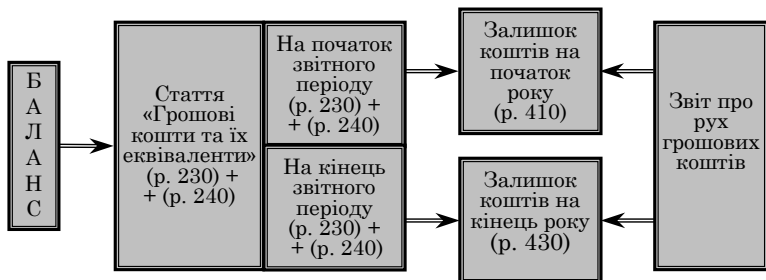 Б
А
Л
А
Н
С
Стаття
«Грошові
кошти та їх
еквіваленти»
(р. 230) +
+ (р. 240)
На початок
звітного
періоду
(р. 230) +
+ (р. 240)
На кінець
звітного
періоду
(р. 230) +
+ (р. 240)
Залишок
коштів на
початок
року
(р. 410)
Залишок
коштів на
кінець року
(р. 430)
Звіт про
рух
грошових
коштів